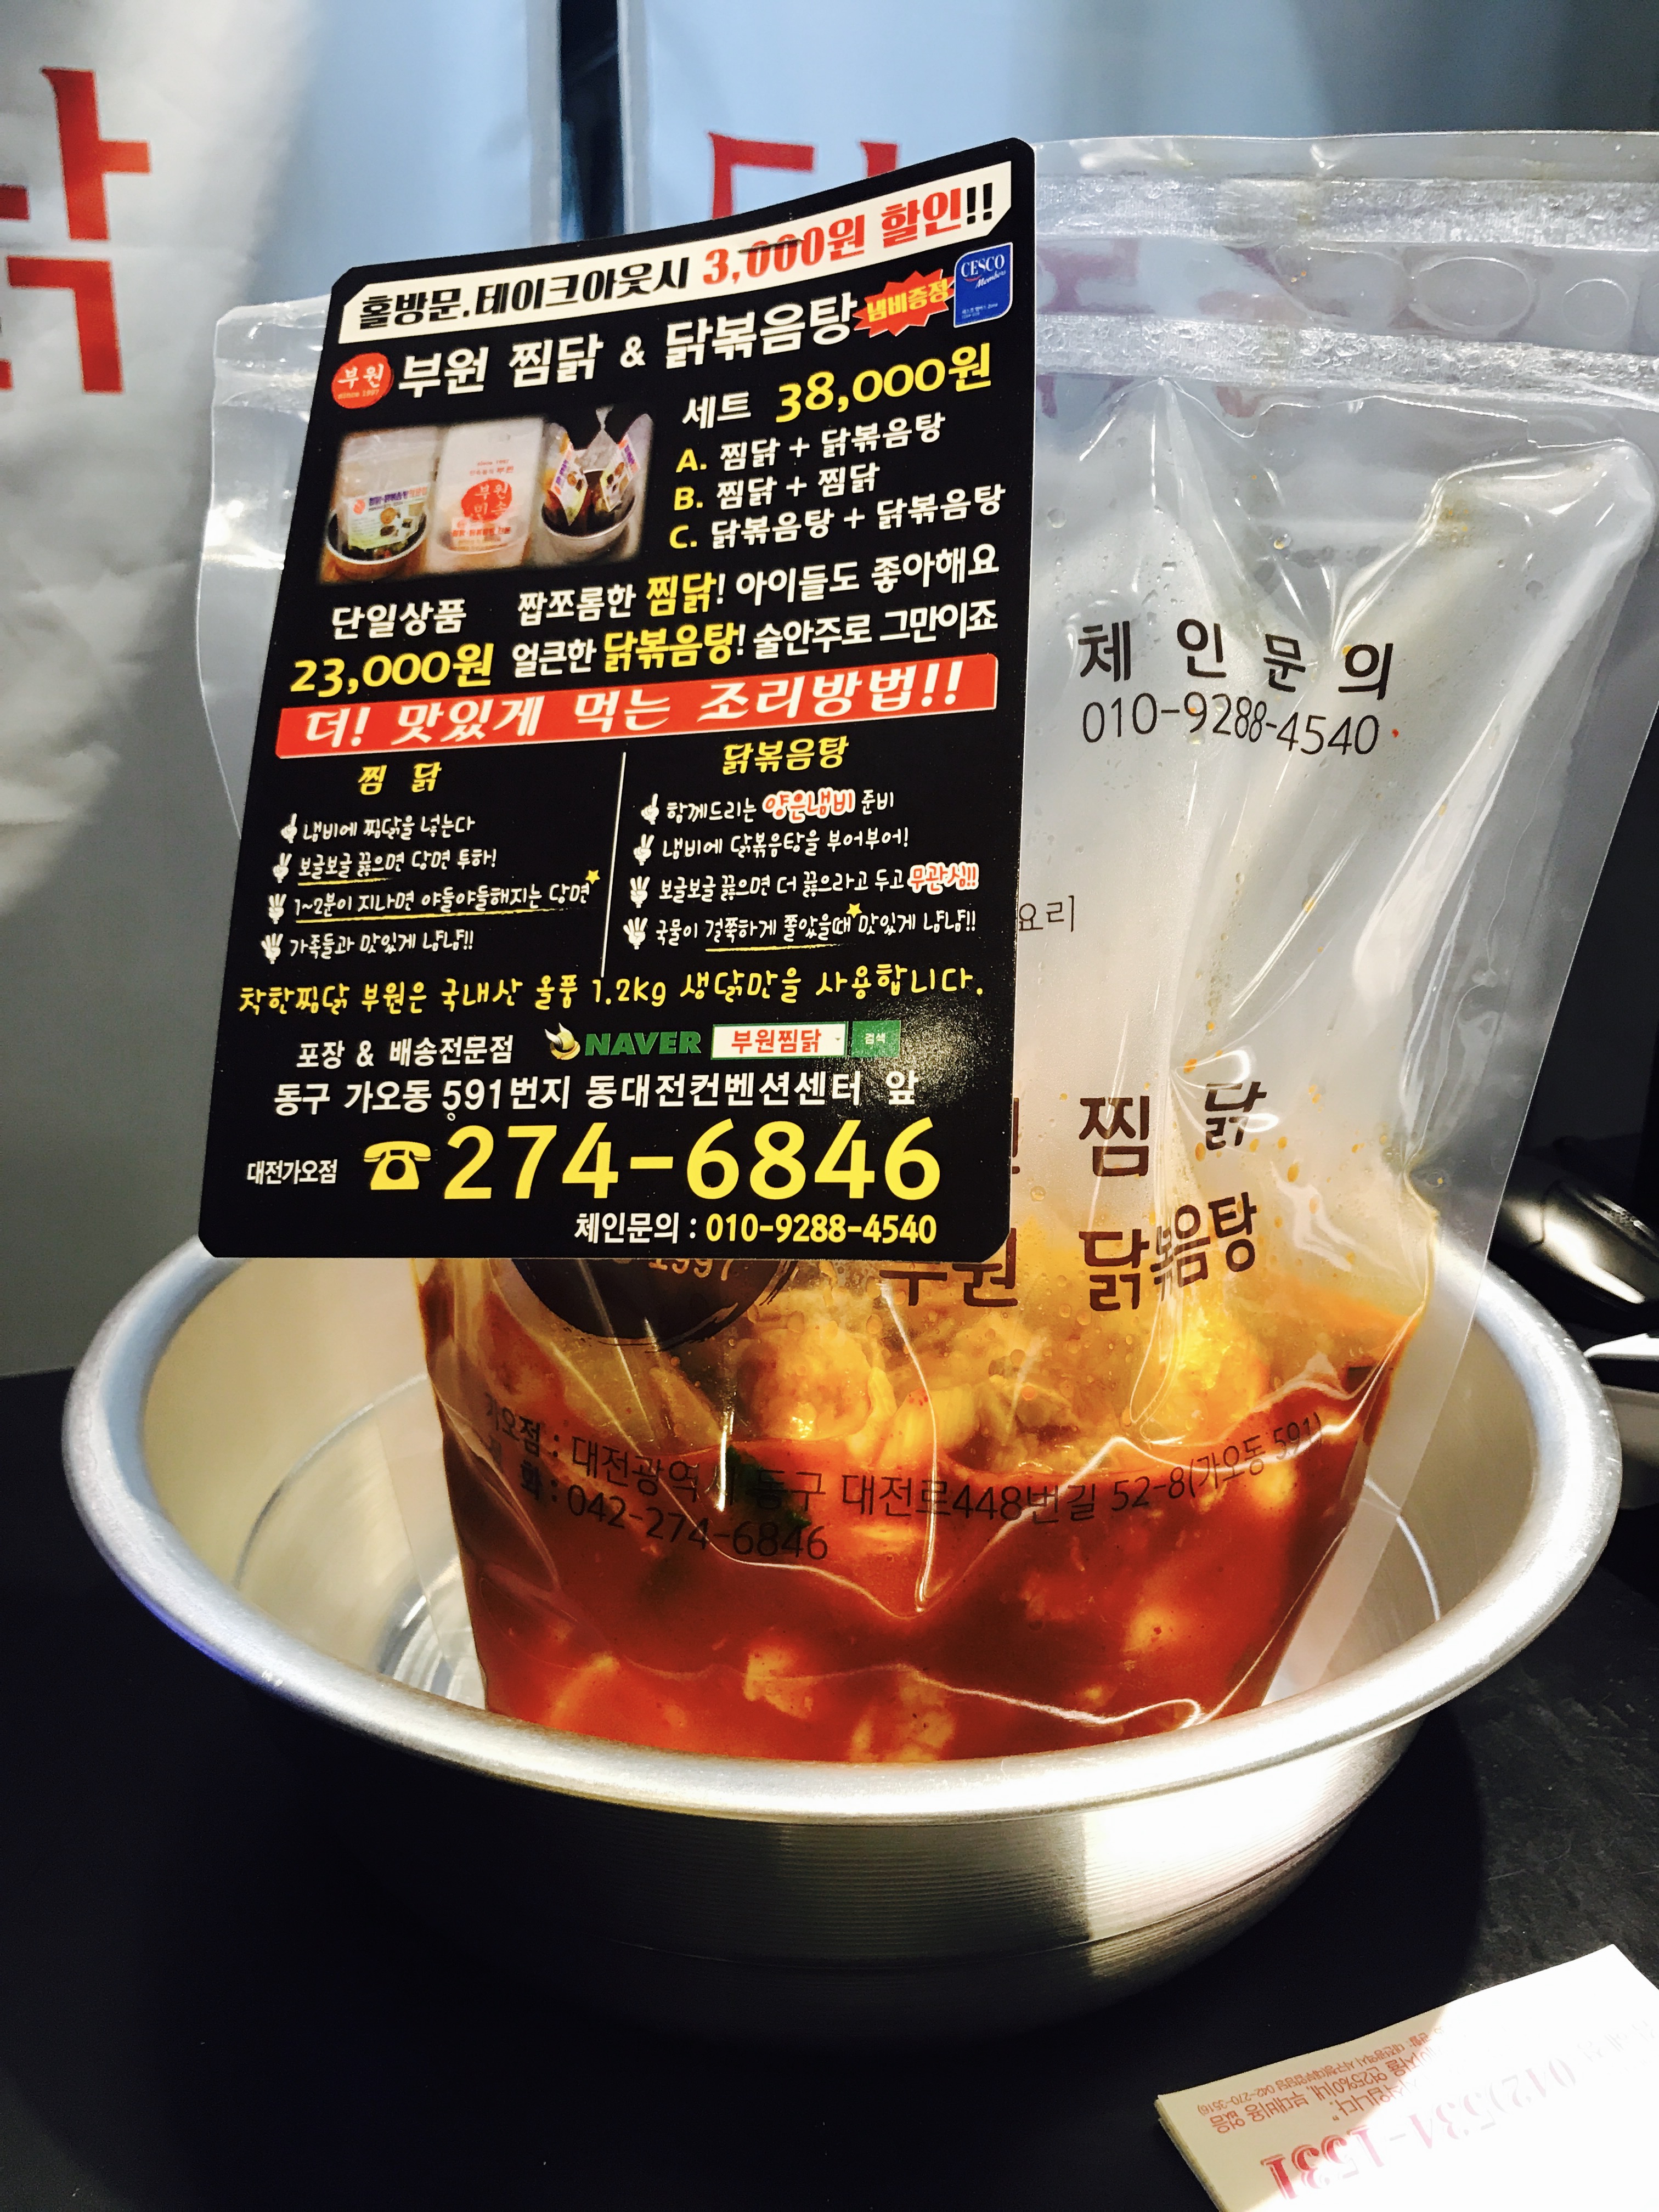 닭
홀방문.테이크아웃시 3,000원 할인!!
CESCO
Members
부원
since 1997
부원 찜닭 & 닭볶음탕
냄비증정
세트 38,000원
A. 찜닭 + 닭볶음탕
B. 찜닭 + 찜닭
C. 닭볶음탕 + 닭볶음탕
단일상품
23,000원
짭쪼롬한 찜닭! 아이들도 좋아해요
얼큰한 닭볶음탕! 술안주로 그만이죠
더! 맛있게 먹는 조리방법!!
찜 닭
냄비에 찜닭을 넣는다
보글보글 끓으면 당면 투하!
1~2분이 지나면 야들야들해지는 당면
가족들과 맛있게 냠냠!!
닭볶음탕
함께드리는 양은냄비 준비
냄비에 닭볶음탕을 부어부어!
보글보글 끓으면 더 끓으라고 두고 무관심!!
국물이 걸쭉하게 쫄았을때 맛있게 냠냠!!
착한찜닭 부원은 국내산 올품 1.2kg 생닭만을 사용합니다.
포장 & 배송전문점 NAVER 부원찜닭 검색
동구 가오동 591번지 동대전컨벤션센터 앞
대전가오점 ☎274-6846
체인문의 : 010-9288-4540
체 인 문 의
010-9288-4540
요리
찜 닭
부원 닭볶음탕
1997
가오점 : 대전광역시 동구 대전로448번길 52-8(가오동 591)
화 : 042-274-6846